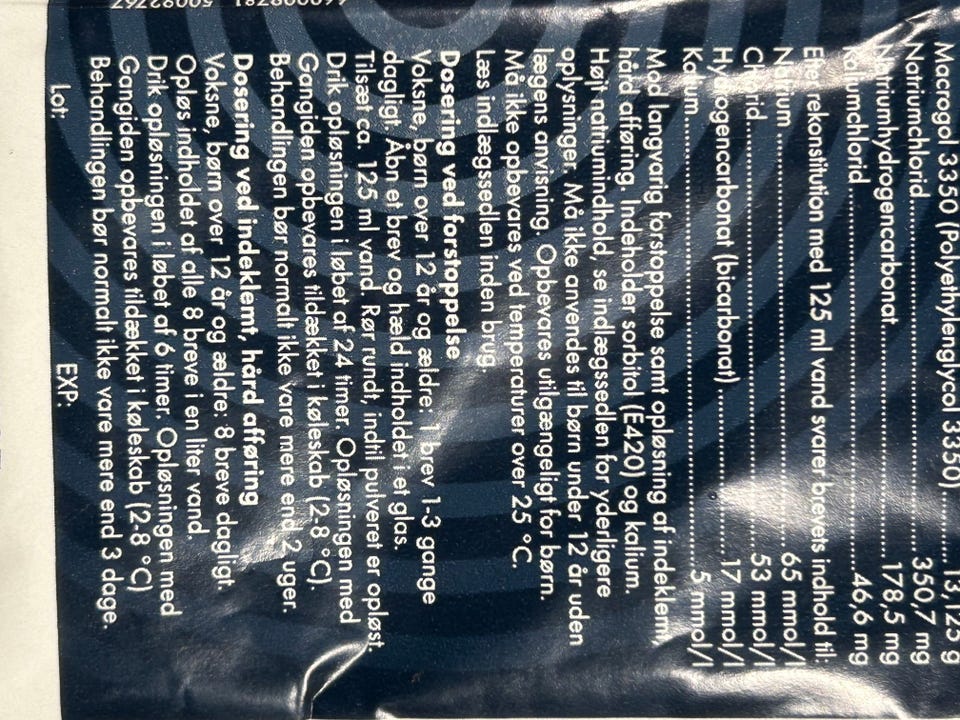 Macrogol 3350 (Polyethylenglycol 3350) ......... 13,125 g
Natriumchlorid ......... 350,7 mg
Natriumhydrogencarbonat ......... 178,5 mg
Kaliumchlorid ......... 46,6 mg
Efter rekonstitution med 125 ml vand svarer brevets indhold til:
Natrium ......... 65 mmol/l
Chlorid ......... 53 mmol/l
Hydrogencarbonat (bicarbonat) ......... 17 mmol/l
Kalium ......... 5 mmol/l
Mod langvarig forstoppelse samt opløsning af indeklemt,
hård afføring. Indeholder sorbitol (E420) og kalium.
Højt natriumindhold, se indlægssedlen for yderligere
oplysninger. Må ikke anvendes til børn under 12 år uden
lægens anvisning. Opbevares utilgængeligt for børn.
Må ikke opbevares ved temperaturer over 25 °C.
Læs indlægssedlen inden brug.
Dosering ved forstoppelse
Voksne, børn over 12 år og ældre: 1 brev 1-3 gange
dagligt. Åbn et brev og hæld indholdet i et glas.
Tilsæt ca. 125 ml vand. Rør rundt, indtil pulveret er opløst.
Drik opløsningen i løbet af 24 timer. Opløsningen med
Gangiden opbevares tildækket i køleskab (2-8 °C).
Behandlingen bør normalt ikke vare mere end 2 uger.
Dosering ved indeklemt, hård afføring
Voksne, børn over 12 år og ældre: 8 breve dagligt.
Opløs indholdet af alle 8 breve i en liter vand.
Drik opløsningen i løbet af 6 timer. Opløsningen med
Gangiden opbevares tildækket i køleskab (2-8 °C)
Behandlingen bør normalt ikke vare mere end 3 dage.
Lot: EXP: